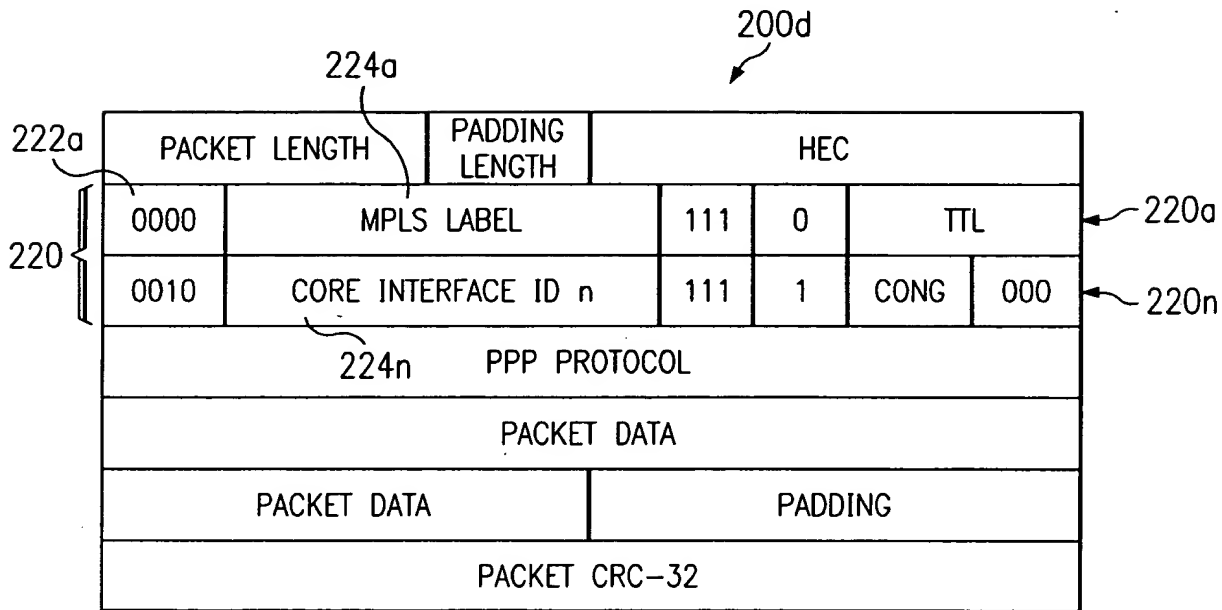 200d
224a
222a
PACKET LENGTH
PADDING
LENGTH
HEC
0000
MPLS LABEL
111
0
TTL
220a
220
0010
CORE INTERFACE ID n
111
1
CONG
000
220n
224n
PPP PROTOCOL
PACKET DATA
PACKET DATA
PADDING
PACKET CRC-32